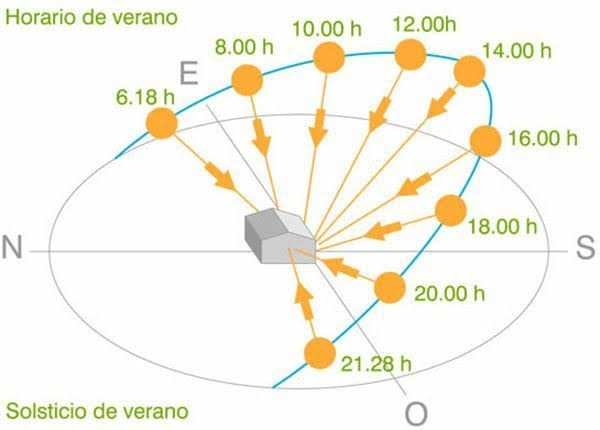 Horario de verano
10.00 h
12.00h
14.00 h
8.00 h
E
6.18 h
16.00 h
18.00 h
N
S
20.00 h
21.28 h
Solsticio de verano
O